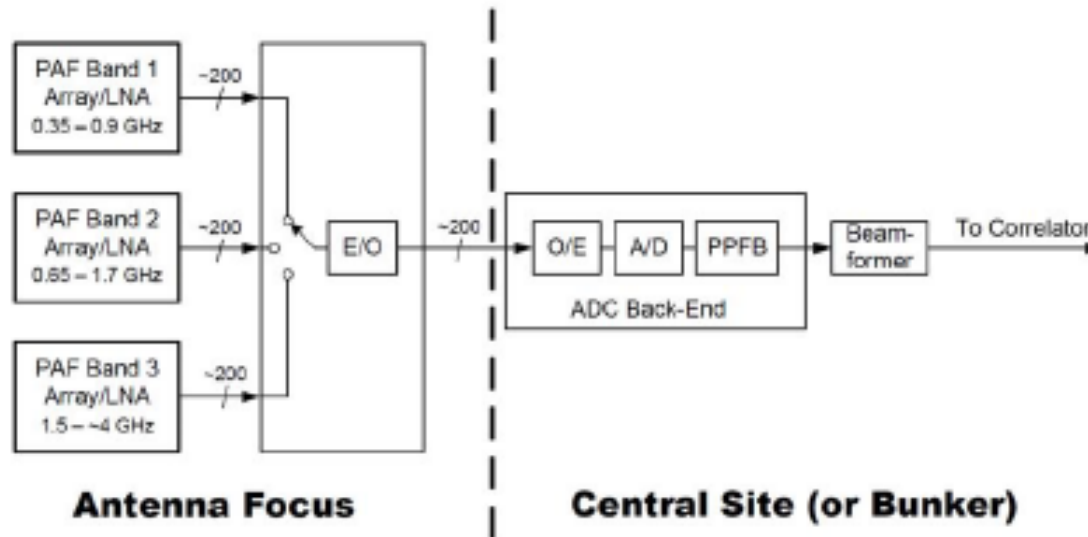 PAF Band 1
Array/LNA
0.35 – 0.9 GHz
~200
PAF Band 2
Array/LNA
0.65 – 1.7 GHz
~200
PAF Band 3
Array/LNA
1.5 – ~4 GHz
~200
E/O
~200
O/E
A/D
PPFB
ADC Back-End
Beam-
former
To Correlator
Antenna Focus
Central Site (or Bunker)